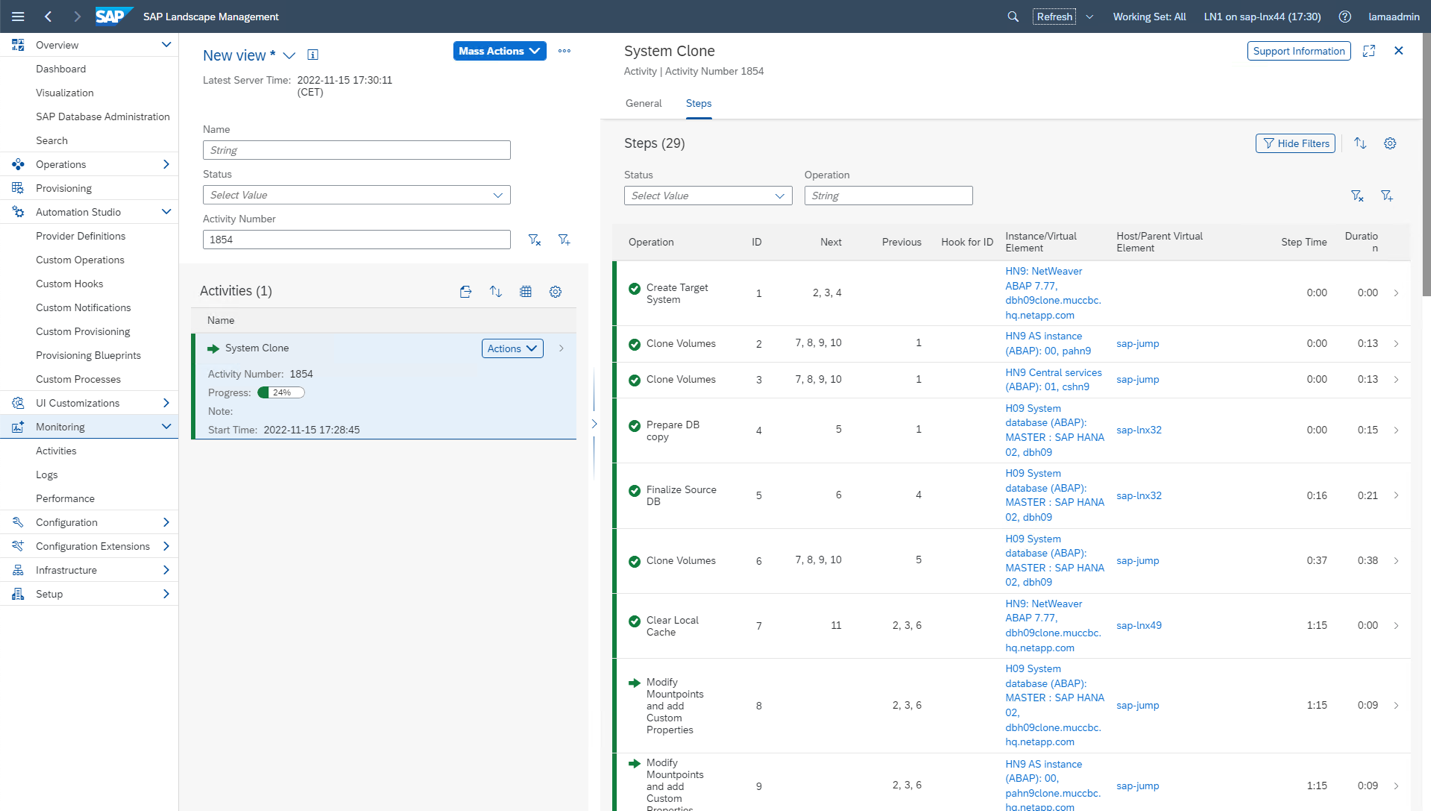 SAP
SAP Landscape Management
Refresh
Working Set: All
LN1 on sap-lnx44 (17:30)
lamaadmin
Overview
Dashboard
Visualization
SAP Database Administration
Search
Operations
Provisioning
Automation Studio
Provider Definitions
Custom Operations
Custom Hooks
Custom Notifications
Custom Provisioning
Provisioning Blueprints
Custom Processes
UI Customizations
Monitoring
Activities
Logs
Performance
Configuration
Configuration Extensions
Infrastructure
Setup
New view *
Mass Actions
Latest Server Time: 2022-11-15 17:30:11
(CET)
Name
String
Status
Select Value
Activity Number
1854
Activities (1)
Name
System Clone
Actions
Activity Number: 1854
Progress: 24%
Note:
Start Time: 2022-11-15 17:28:45
System Clone
Support Information
Activity | Activity Number 1854
General
Steps
Steps (29)
Hide Filters
Status
Operation
Select Value
String
Operation
ID
Next
Previous
Hook for ID
Instance/Virtual
Element
Host/Parent Virtual
Element
Step Time
Duratio
n
Create Target
System
1
2, 3, 4
HN9: NetWeaver
ABAP 7.77,
dbh09clone.muccbc.
hq.netapp.com
0:00
0:00
Clone Volumes
2
7, 8, 9, 10
1
HN9 AS instance
(ABAP): 00, pahn9
sap-jump
0:00
0:13
Clone Volumes
3
7, 8, 9, 10
1
HN9 Central services
(ABAP): 01, cshn9
sap-jump
0:00
0:13
Prepare DB
copy
4
5
1
H09 System
database (ABAP):
MASTER : SAP HANA
02, dbh09
sap-lnx32
0:00
0:15
Finalize Source
DB
5
6
4
H09 System
database (ABAP):
MASTER : SAP HANA
02, dbh09
sap-lnx32
0:16
0:21
Clone Volumes
6
7, 8, 9, 10
5
H09 System
database (ABAP):
MASTER : SAP HANA
02, dbh09
sap-jump
0:37
0:38
Clear Local
Cache
7
11
2, 3, 6
HN9: NetWeaver
ABAP 7.77,
dbh09clone.muccbc.
hq.netapp.com
sap-lnx49
1:15
0:00
Modify
Mountpoints
and add
Custom
Properties
8
2, 3, 6
H09 System
database (ABAP):
MASTER : SAP HANA
02,
dbh09clone.muccbc.
hq.netapp.com
sap-jump
1:15
0:09
Modify
Mountpoints
and add
Custom
Properties
9
2, 3, 6
HN9 AS instance
(ABAP): 00,
pahn9clone.muccbc.
hq.netapp.com
sap-jump
1:15
0:09